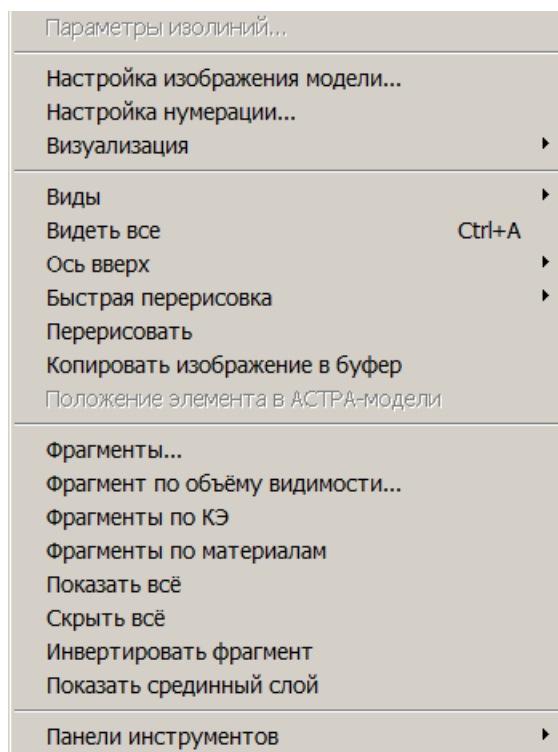 Параметры изолиний...
Настройка изображения модели...
Настройка нумерации...
Визуализация
Виды
Видеть все Ctrl+A
Ось вверх
Быстрая перерисовка
Перерисовать
Копировать изображение в буфер
Положение элемента в АСТРА-модели
Фрагменты...
Фрагмент по объёму видимости...
Фрагменты по КЭ
Фрагменты по материалам
Показать всё
Скрыть всё
Инвертировать фрагмент
Показать срединный слой
Панели инструментов